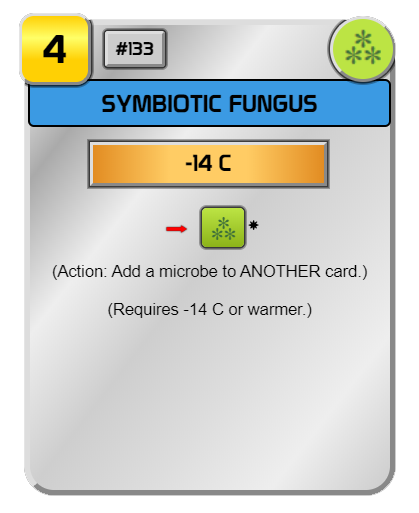 4
#133
SYMBIOTIC FUNGUS
-14 C
*
(Action: Add a microbe to ANOTHER card.)
(Requires -14 C or warmer.)